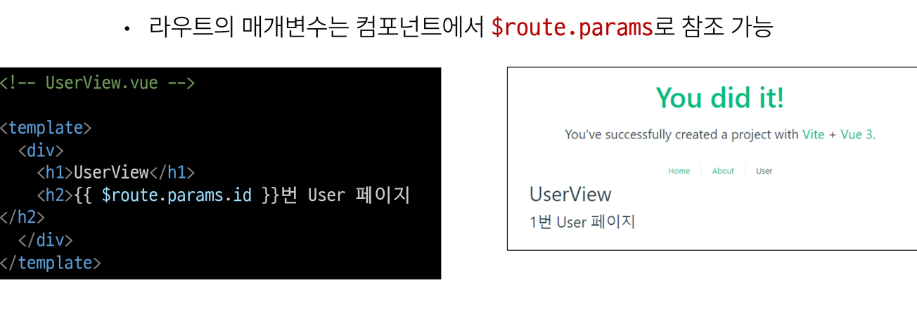 • 라우트의 매개변수는 컴포넌트에서 $route.params로 참조 가능
<!-- UserView.vue -->
<template>
<div>
<h1>UserView</h1>
<h2>{{ $route.params.id }}번 User 페이지
</h2>
</div>
</template>
You did it!
You've successfully created a project with Vite + Vue 3.
Home | About | User
UserView
1번 User 페이지